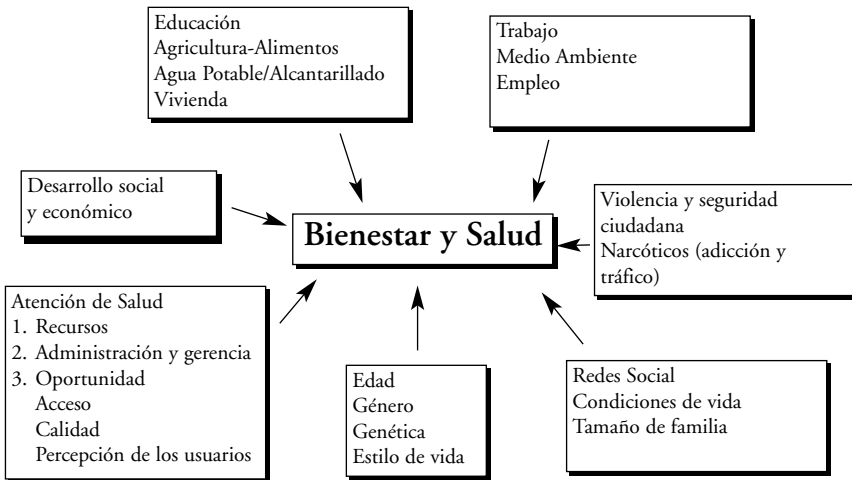 Educación
Agricultura-Alimentos
Agua Potable/Alcantarillado
Vivienda
Trabajo
Medio Ambiente
Empleo
Desarrollo social
y económico
Bienestar y Salud
Violencia y seguridad
ciudadana
Narcóticos (adicción y
tráfico)
Atención de Salud
1. Recursos
2. Administración y gerencia
3. Oportunidad
Acceso
Calidad
Percepción de los usuarios
Edad
Género
Genética
Estilo de vida
Redes Social
Condiciones de vida
Tamaño de familia